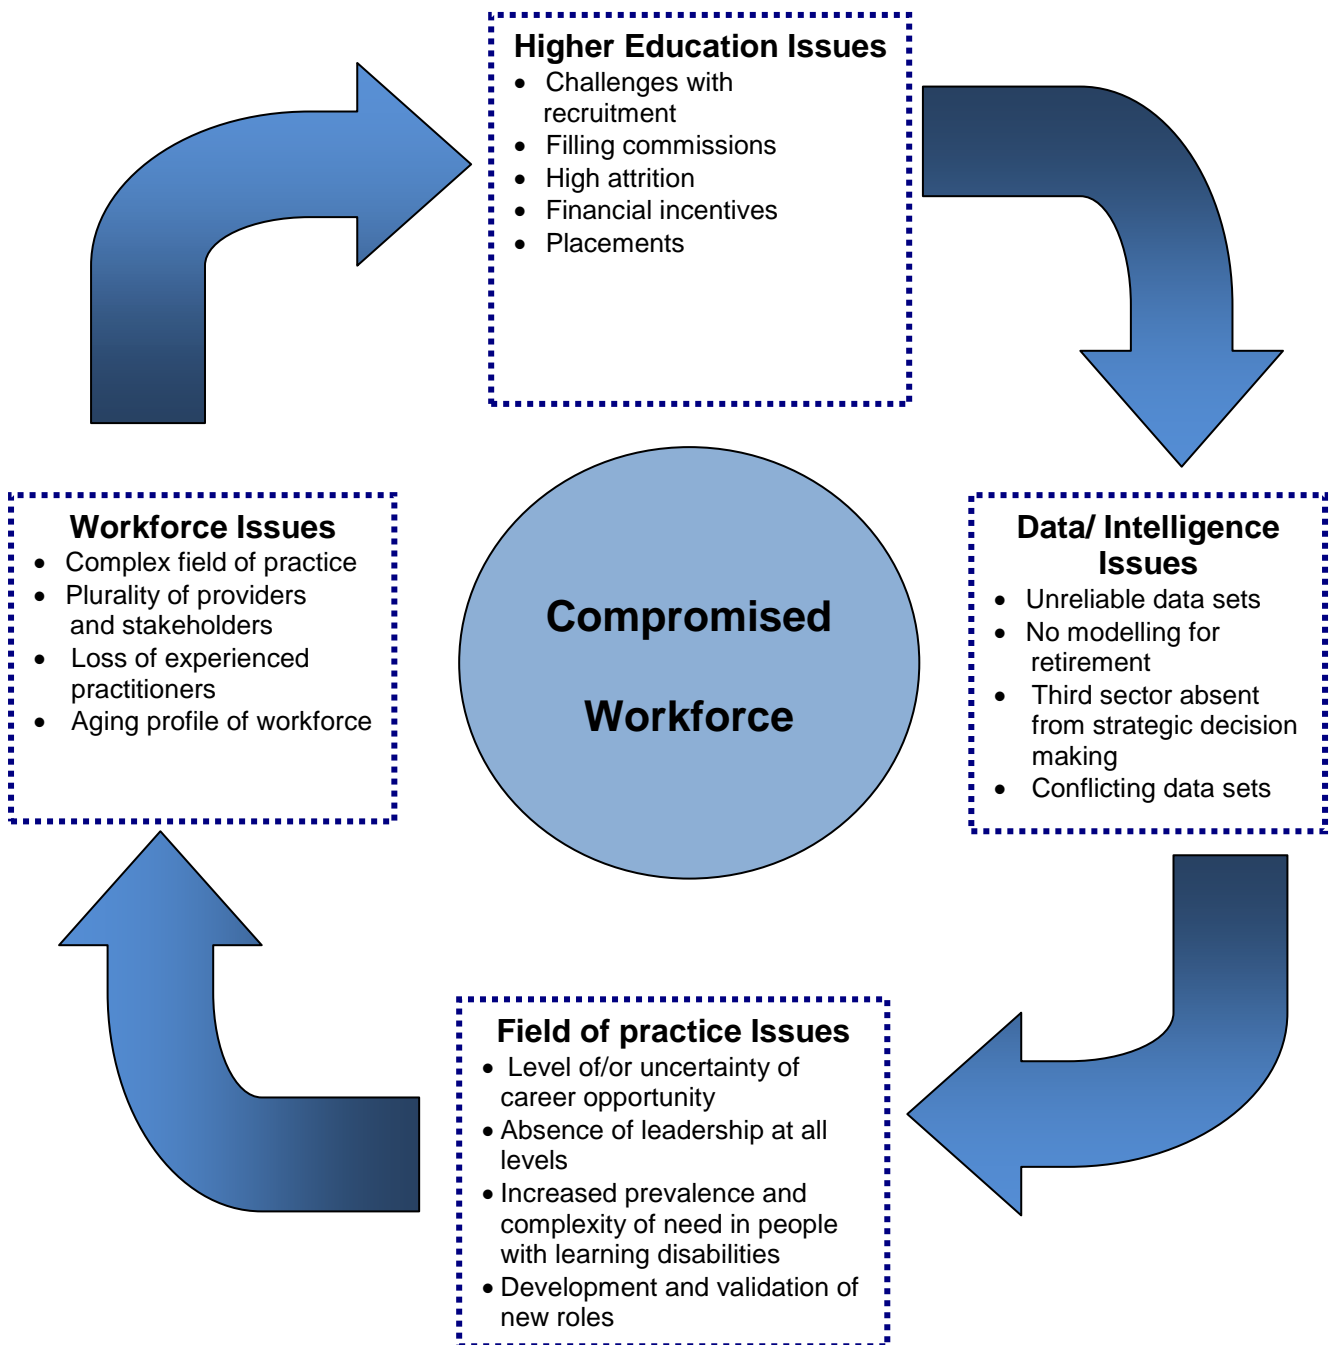 Higher Education Issues
• Challenges with
recruitment
• Filling commissions
• High attrition
• Financial incentives
• Placements
Workforce Issues
• Complex field of practice
• Plurality of providers
and stakeholders
• Loss of experienced
practitioners
• Aging profile of workforce
Compromised
Workforce
Data/ Intelligence
Issues
• Unreliable data sets
• No modelling for
retirement
• Third sector absent
from strategic decision
making
• Conflicting data sets
Field of practice Issues
• Level of/or uncertainty of
career opportunity
• Absence of leadership at all
levels
• Increased prevalence and
complexity of need in people
with learning disabilities
• Development and validation of
new roles